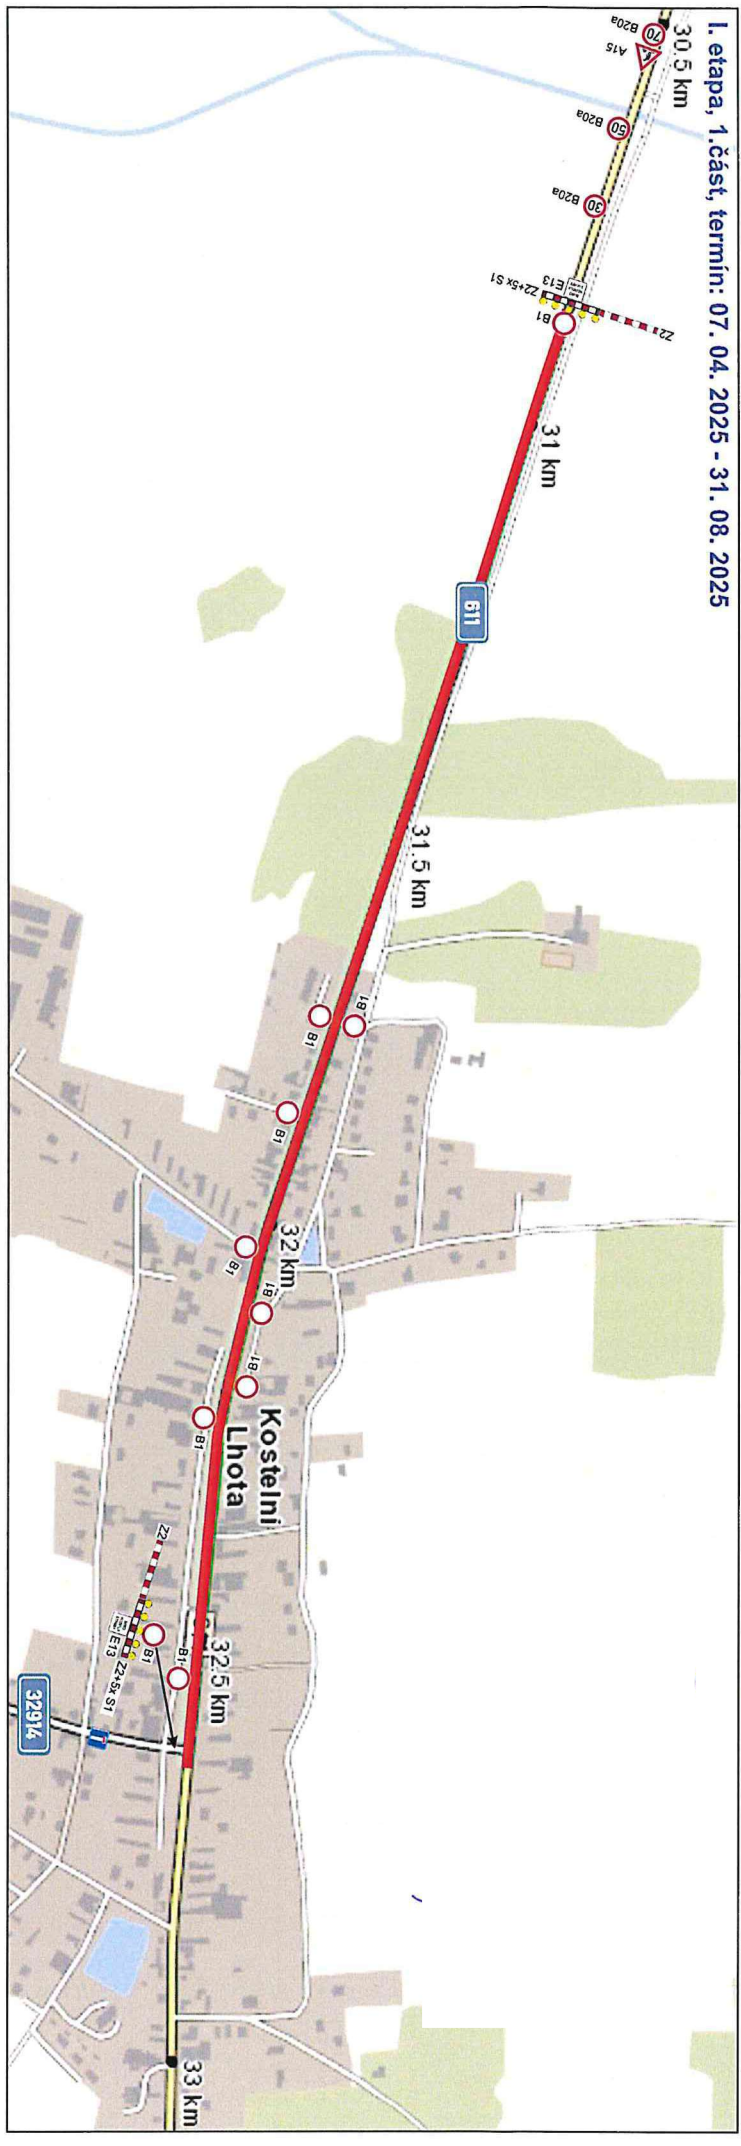 I. etapa, 1.část, termín: 07. 04. 2025 - 31. 08. 2025
30.5 km
70
B20a
A15
50
B20a
30
B20a
E13
Z2+5x S1
B1
Z2
31 km
611
31.5 km
B1
B1
B1
32 km
B1
B1
B1
B1
Kostelní
Lhota
Z2
E13
Z2+5x S1
B1
B1
32.5 km
32914
33 km